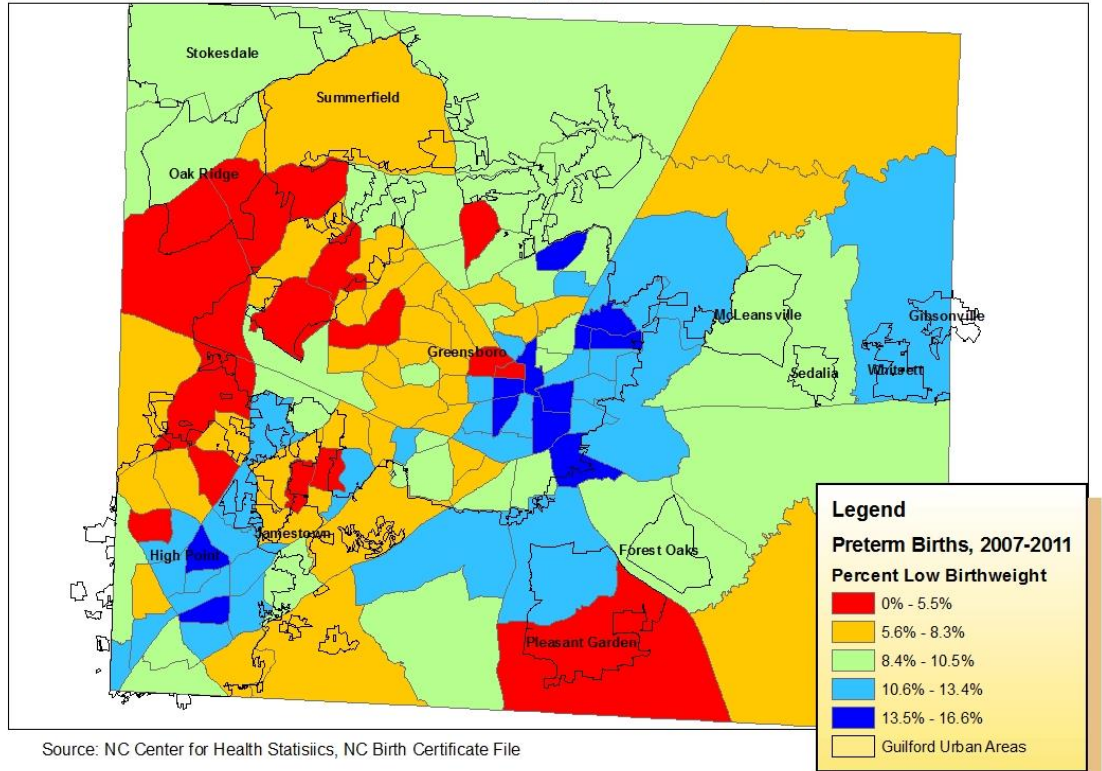 Stokesdale
Summerfield
Oak Ridge
McLeansville
Gibsonville
Greensboro
Sedalia
Whitsett
Jamestown
High Point
Forest Oaks
Pleasant Garden
Legend
Preterm Births, 2007-2011
Percent Low Birthweight
0% - 5.5%
5.6% - 8.3%
8.4% - 10.5%
10.6% - 13.4%
13.5% - 16.6%
Guilford Urban Areas
Source: NC Center for Health Statisiics, NC Birth Certificate File